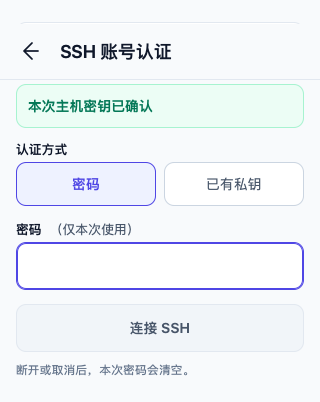 SSH 账号认证
本次主机密钥已确认
认证方式
密码
已有私钥
密码 （仅本次使用）
连接 SSH
断开或取消后，本次密码会清空。